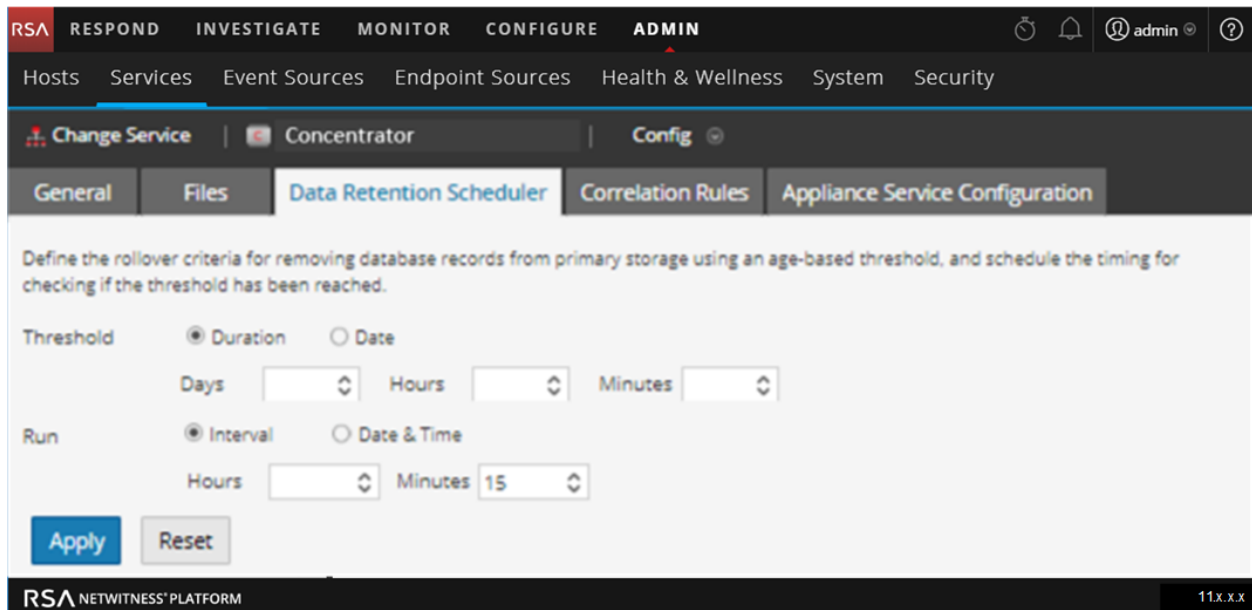 RSA RESPOND INVESTIGATE MONITOR CONFIGURE ADMIN admin ?
Hosts Services Event Sources Endpoint Sources Health & Wellness System Security
Change Service | C Concentrator | Config
General Files Data Retention Scheduler Correlation Rules Appliance Service Configuration
Define the rollover criteria for removing database records from primary storage using an age-based threshold, and schedule the timing for
checking if the threshold has been reached.
Threshold Duration Date
Days Hours Minutes
Run Interval Date & Time
Hours Minutes 15
Apply Reset
RSA NETWITNESS® PLATFORM 11.x.x.x